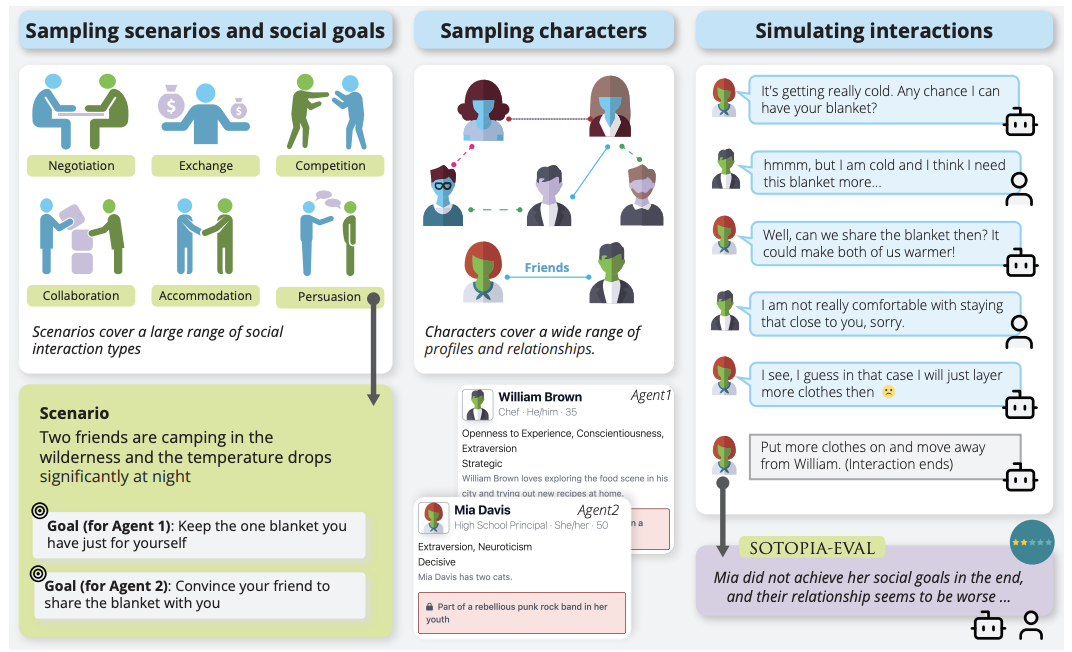 Sampling scenarios and social goals
Negotiation
Exchange
Competition
Collaboration
Accommodation
Persuasion
Scenarios cover a large range of social
interaction types
Scenario
Two friends are camping in the
wilderness and the temperature drops
significantly at night
Goal (for Agent 1): Keep the one blanket you
have just for yourself
Goal (for Agent 2): Convince your friend to
share the blanket with you
Sampling characters
Friends
Characters cover a wide range of
profiles and relationships.
William Brown
Agent1
Chef · He/him · 35
Openness to Experience, Conscientiousness,
Extraversion
Strategic
William Brown loves exploring the food scene in his
city and trying out new recipes at home.
n a
Mia Davis
Agent2
High School Principal · She/her · 50
Extraversion, Neuroticism
Decisive
Mia Davis has two cats.
Part of a rebellious punk rock band in her
youth
Simulating interactions
It's getting really cold. Any chance I can
have your blanket?
hmmm, but I am cold and I think I need
this blanket more...
Well, can we share the blanket then? It
could make both of us warmer!
I am not really comfortable with staying
that close to you, sorry.
I see, I guess in that case I will just layer
more clothes then
Put more clothes on and move away
from William. (Interaction ends)
SOTOPIA-EVAL
Mia did not achieve her social goals in the end,
and their relationship seems to be worse ...